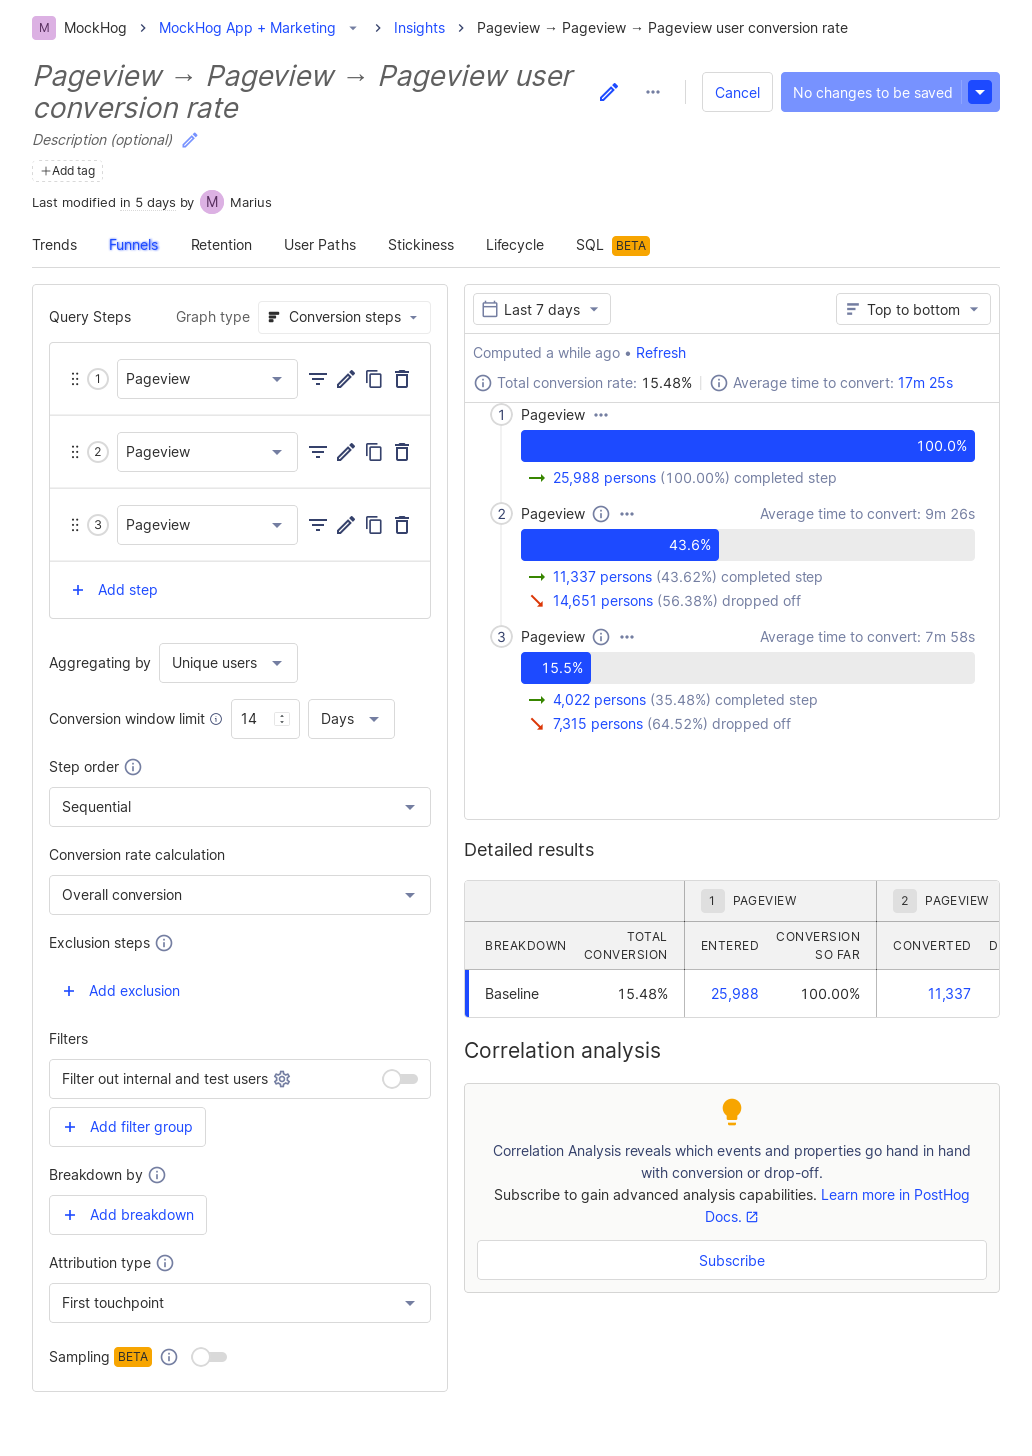 M MockHog > MockHog App + Marketing > Insights > Pageview → Pageview → Pageview user conversion rate
Pageview → Pageview → Pageview user
conversion rate
Cancel
No changes to be saved
Description (optional)
+Add tag
Last modified in 5 days by M Marius
Trends Funnels Retention User Paths Stickiness Lifecycle SQL BETA
Query Steps
Graph type Conversion steps
1 Pageview
2 Pageview
3 Pageview
+ Add step
Aggregating by Unique users
Conversion window limit 14 Days
Step order
Sequential
Conversion rate calculation
Overall conversion
Exclusion steps
+ Add exclusion
Filters
Filter out internal and test users
+ Add filter group
Breakdown by
+ Add breakdown
Attribution type
First touchpoint
Sampling BETA
Last 7 days
Top to bottom
Computed a while ago • Refresh
Total conversion rate: 15.48% Average time to convert: 17m 25s
1 Pageview
100.0%
→ 25,988 persons (100.00%) completed step
2 Pageview Average time to convert: 9m 26s
43.6%
→ 11,337 persons (43.62%) completed step
14,651 persons (56.38%) dropped off
3 Pageview Average time to convert: 7m 58s
15.5%
→ 4,022 persons (35.48%) completed step
7,315 persons (64.52%) dropped off
Detailed results
1 PAGEVIEW 2 PAGEVIEW
BREAKDOWN
TOTAL
CONVERSION
ENTERED
CONVERSION
SO FAR
CONVERTED
D
Baseline 15.48% 25,988 100.00% 11,337
Correlation analysis
Correlation Analysis reveals which events and properties go hand in hand
with conversion or drop-off.
Subscribe to gain advanced analysis capabilities. Learn more in PostHog
Docs.
Subscribe